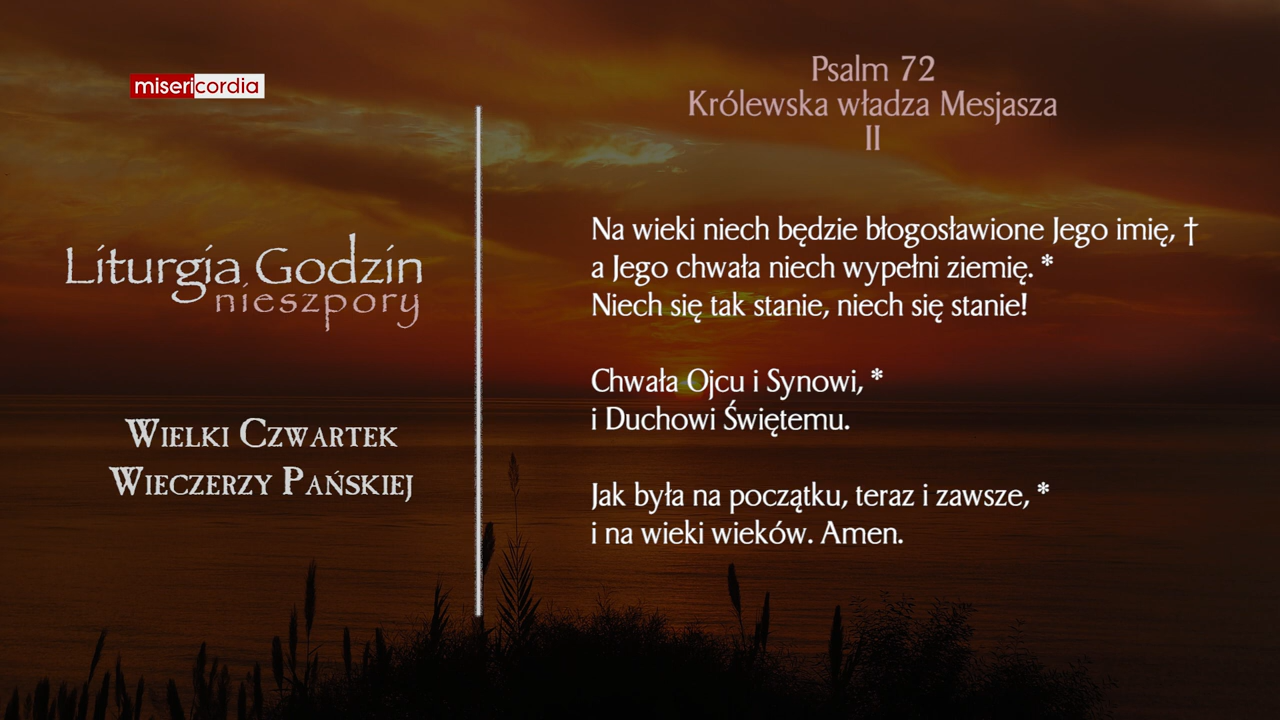 misericordia
Liturgia Godzin
nieszpory
Wielki Czwartek
Wieczerzy Pańskiej
Psalm 72
Królewska władza Mesjasza
II
Na wieki niech będzie błogosławione Jego imię, †
a Jego chwała niech wypełni ziemię. *
Niech się tak stanie, niech się stanie!
Chwała Ojcu i Synowi, *
i Duchowi Świętemu.
Jak była na początku, teraz i zawsze, *
i na wieki wieków. Amen.